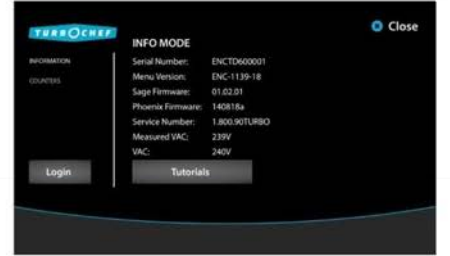 TURBOCHEF
Close
INFO MODE
INFORMATION
COUNTERS
Serial Number: ENCTD600001
Menu Version: ENC-1139-18
Sage Firmware: 01.02.01
Phoenix Firmware: 140818a
Service Number: 1.800.90TURBO
Measured VAC: 239V
VAC: 240V
Login
Tutorials